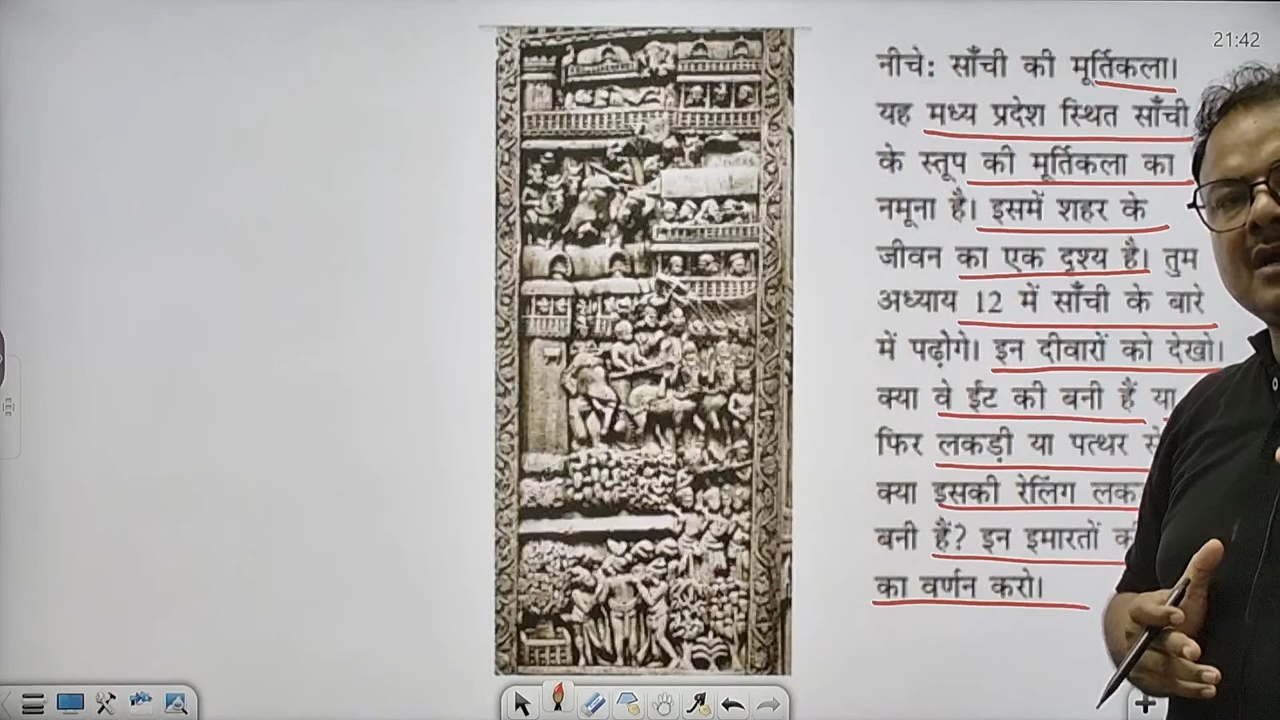 21:42
नीचेः साँची की मूर्तिकला।
यह मध्य प्रदेश स्थित साँची
के स्तूप की मूर्तिकला का
नमूना है। इसमें शहर के
जीवन का एक दृश्य है। तुम
अध्याय 12 में साँची के बारे
में पढ़ोगे। इन दीवारों को देखो।
क्या वे ईंट की बनी हैं या
फिर लकड़ी या पत्थर से
क्या इसकी रेलिंग
बनी हैं? इन इमारतों
का वर्णन करो।